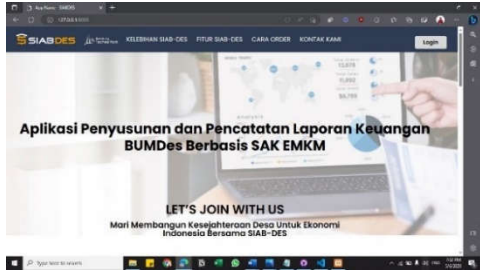 SIABDES
KELEBIHAN SIAB-DES
FITUR SIAB-DES
CARA ORDER
KONTAK KAMI
Login
Aplikasi Penyusunan dan Pencatatan Laporan Keuangan
BUMDes Berbasis SAK EMKM
LET'S JOIN WITH US
Mari Membangun Kesejahteraan Desa Untuk Ekonomi
Indonesia Bersama SIAB-DES
Type here to search